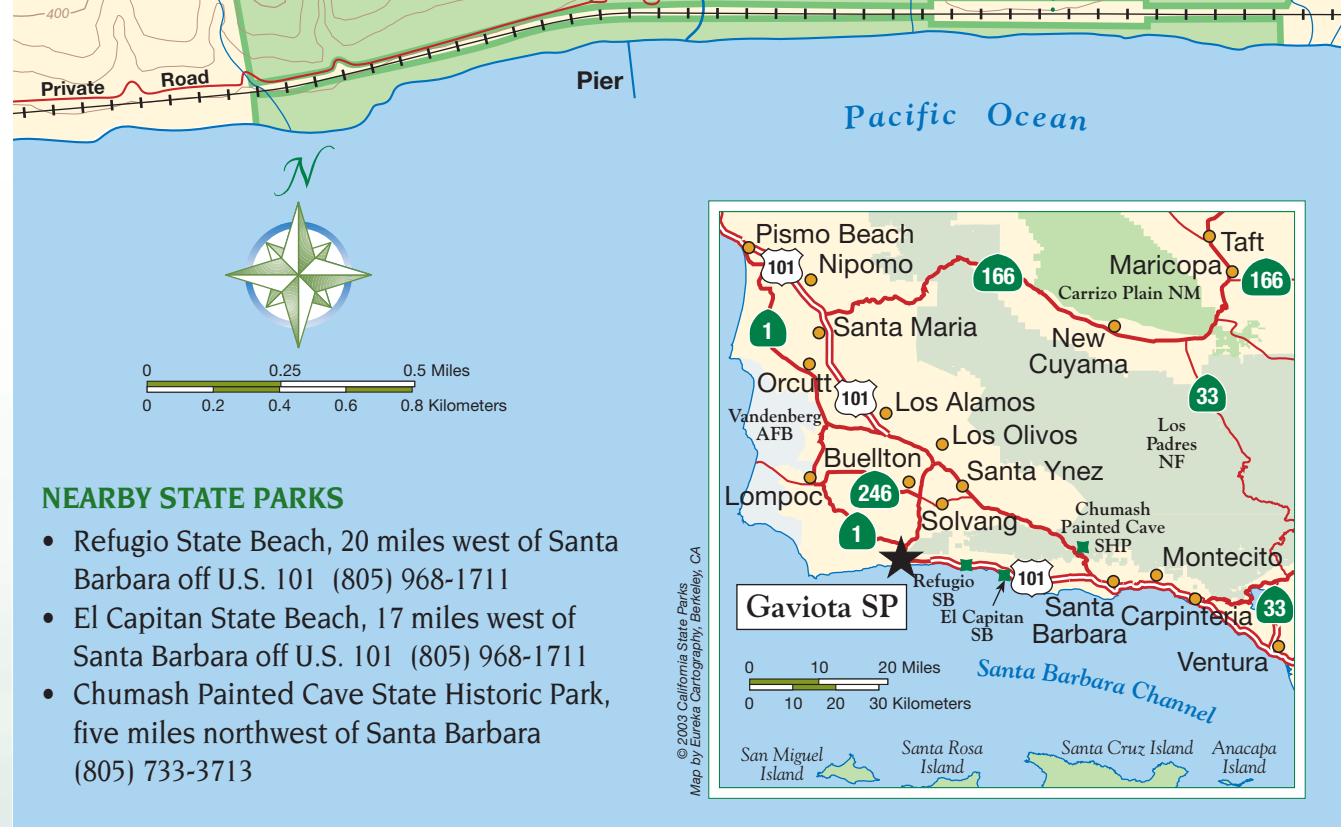 400
Private Road
Pier
Pacific Ocean
N
0 0.25 0.5 Miles
0 0.2 0.4 0.6 0.8 Kilometers
NEARBY STATE PARKS
• Refugio State Beach, 20 miles west of Santa
Barbara off U.S. 101 (805) 968-1711
• El Capitan State Beach, 17 miles west of
Santa Barbara off U.S. 101 (805) 968-1711
• Chumash Painted Cave State Historic Park,
five miles northwest of Santa Barbara
(805) 733-3713
© 2003 California State Parks
Map by Eureka Cartography, Berkeley, CA
Pismo Beach
Taft
101
Nipomo
Maricopa
166
166
Carrizo Plain NM
1
Santa Maria
New
Cuyama
Orcutt
101
33
Los Alamos
Vandenberg
AFB
Los Olivos
Los
Padres
NF
Buellton
Santa Ynez
Lompoc
246
Solvang
Chumash
Painted Cave
SHP
1
Montecito
Refugio
SB
101
Gaviota SP
El Capitan
SB
Santa
Barbara
Carpinteria
33
Ventura
0 10 20 Miles
0 10 20 30 Kilometers
Santa Barbara Channel
San Miguel
Island
Santa Rosa
Island
Santa Cruz Island
Anacapa
Island